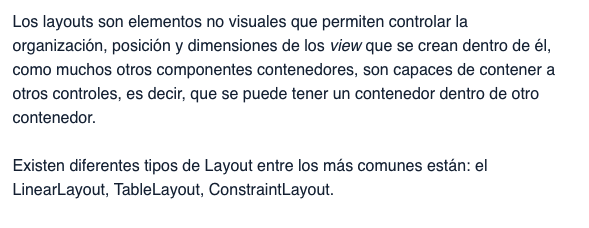 Los layouts son elementos no visuales que permiten controlar la
organización, posición y dimensiones de los view que se crean dentro de él,
como muchos otros componentes contenedores, son capaces de contener a
otros controles, es decir, que se puede tener un contenedor dentro de otro
contenedor.
Existen diferentes tipos de Layout entre los más comunes están: el
LinearLayout, TableLayout, ConstraintLayout.